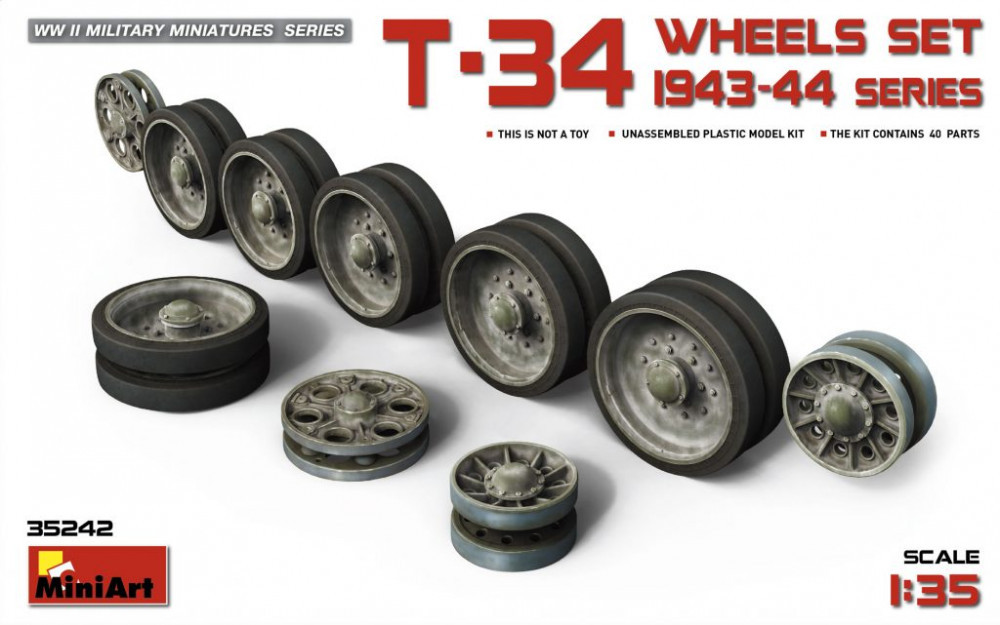 WW II MILITARY MINIATURES SERIES
T-34 WHEELS SET
1943-44 SERIES
▪ THIS IS NOT A TOY ▪ UNASSEMBLED PLASTIC MODEL KIT ▪ THE KIT CONTAINS 40 PARTS
35242
MiniArt
SCALE
1:35